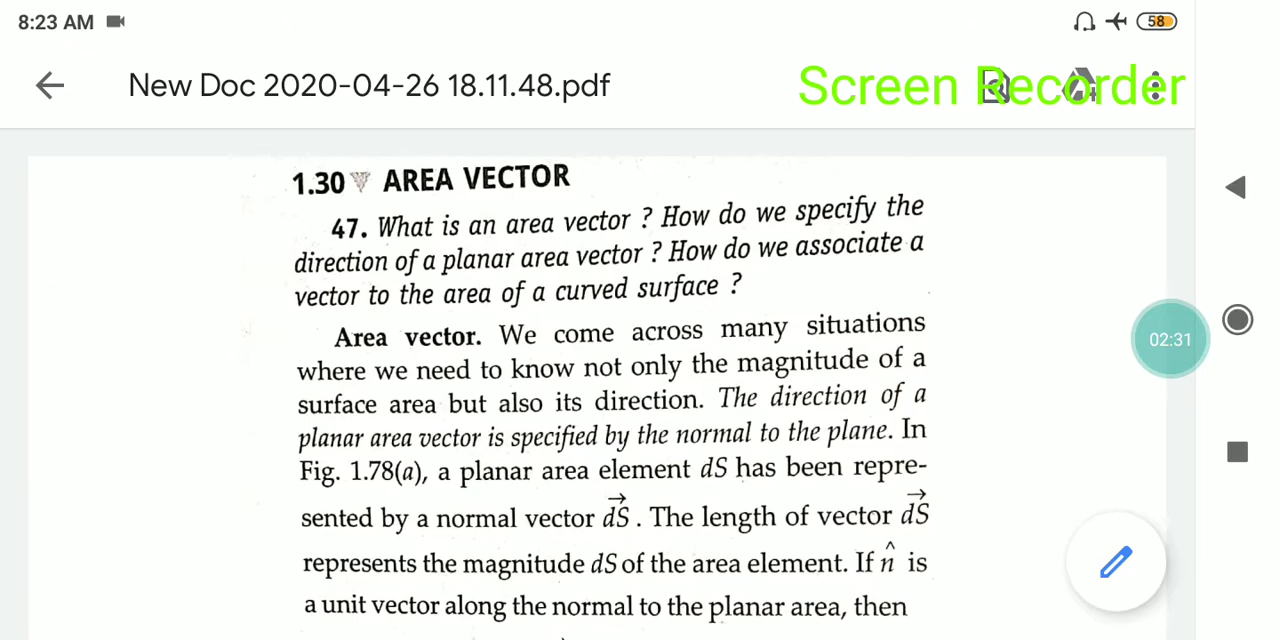 8:23 AM
58
New Doc 2020-04-26 18.11.48.pdf
Screen Recorder
1.30 AREA VECTOR
47. What is an area vector ? How do we specify the
direction of a planar area vector ? How do we associate a
vector to the area of a curved surface ?
Area vector. We come across many situations
where we need to know not only the magnitude of a
surface area but also its direction. The direction of a
planar area vector is specified by the normal to the plane. In
Fig. 1.78(a), a planar area element dS has been repre-
sented by a normal vector d⃗S. The length of vector d⃗S
represents the magnitude dS of the area element. If n̂ is
a unit vector along the normal to the planar area, then
02:31